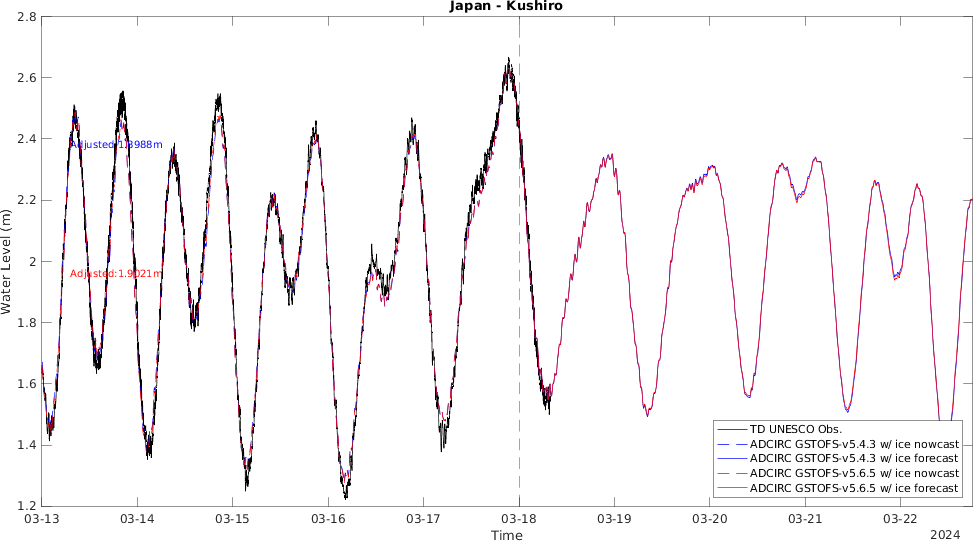 Japan - Kushiro
2.8
2.6
2.4
2.2
2
1.8
1.6
1.4
1.2
Water Level (m)
Adjusted:1.8988m
Adjusted:1.9021m
TD UNESCO Obs.
ADCIRC GSTOFS-v5.4.3 w/ ice nowcast
ADCIRC GSTOFS-v5.4.3 w/ ice forecast
ADCIRC GSTOFS-v5.6.5 w/ ice nowcast
ADCIRC GSTOFS-v5.6.5 w/ ice forecast
03-13
03-14
03-15
03-16
03-17
03-18
03-19
03-20
03-21
03-22
Time
2024